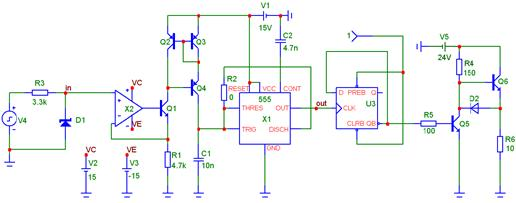 V1
15V
V5
24V
Q2
Q3
C2
4.7n
1
R4
150
Q6
R3
3.3k
in
VC
X2
VE
Q1
Q4
R2
0
RESET
VCC
CONT
555
THRES
OUT
TRIG
DISCH
X1
out
D
PREB
Q
CLK
U3
CLRB
QB
D2
R5
100
Q5
R6
10
V4
D1
R1
4.7k
C1
10n
VC
V2
15
VE
V3
-15